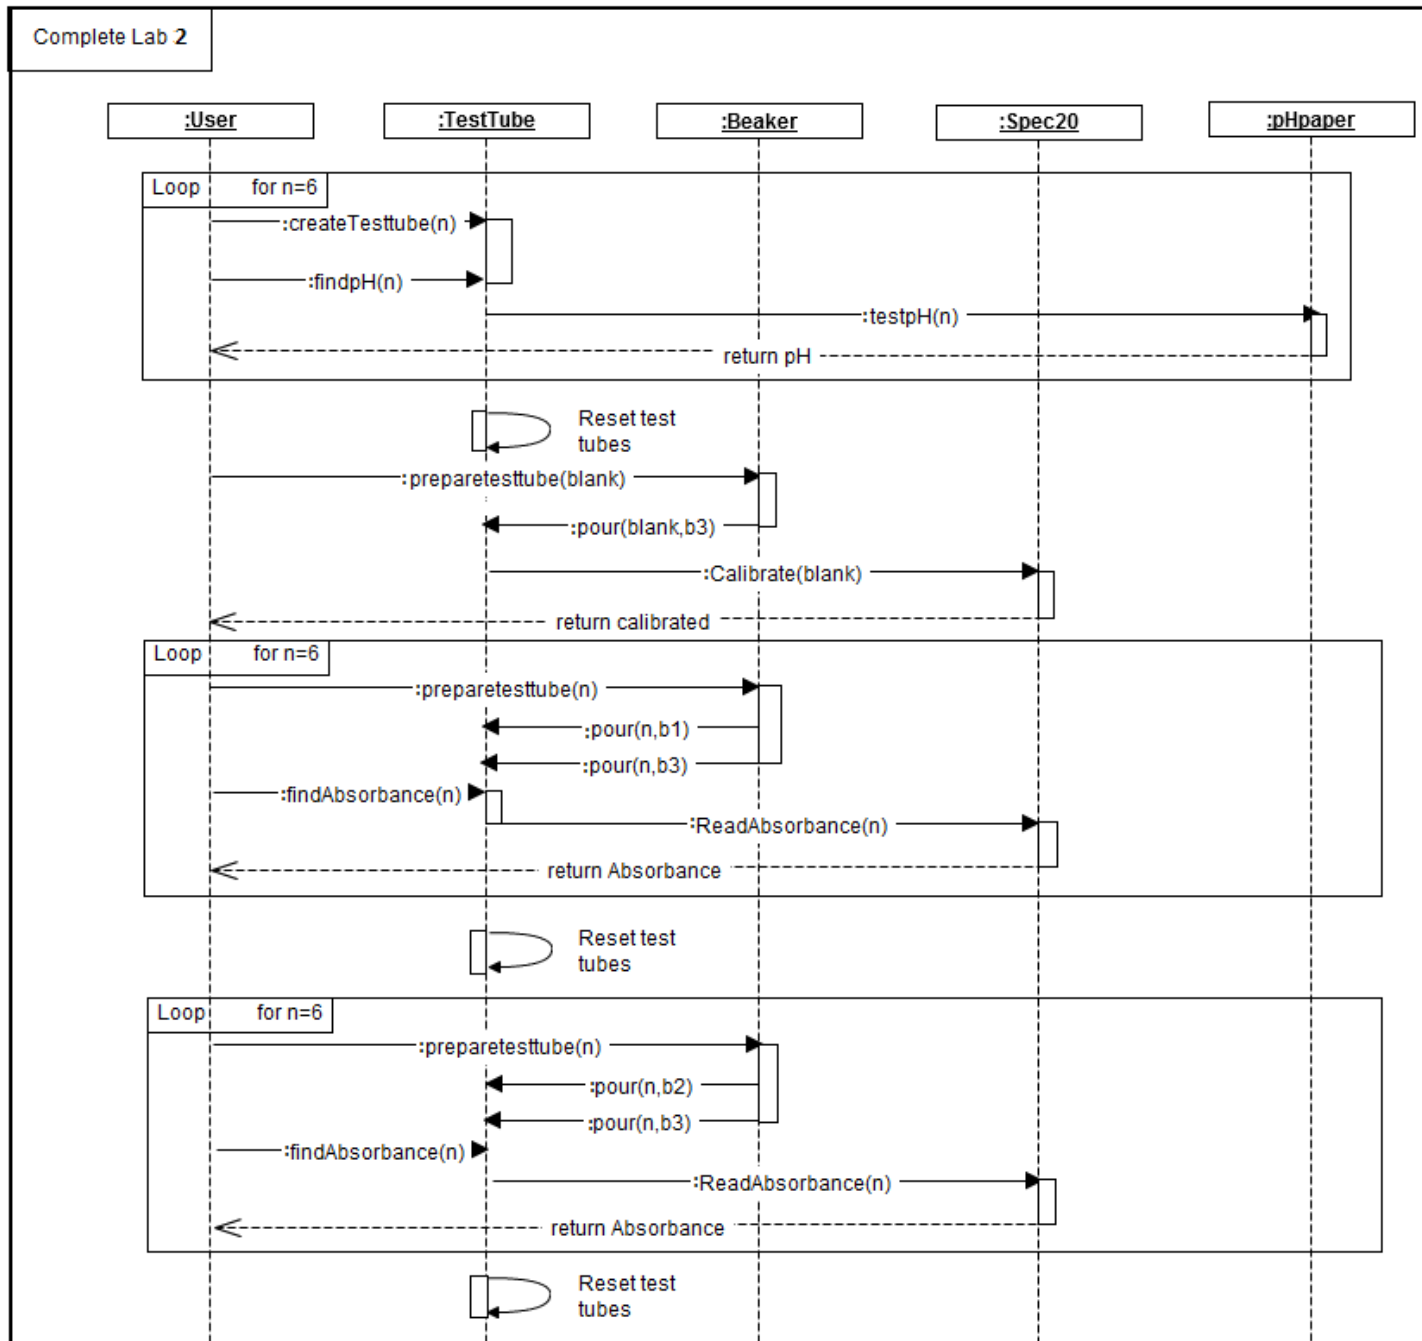 Complete Lab 2
:User
:TestTube
:Beaker
:Spec20
:pHpaper
Loop for n=6
:createTesttube(n)
:findpH(n)
:testpH(n)
return pH
Reset test
tubes
:preparetesttube(blank)
:pour(blank,b3)
:Calibrate(blank)
return calibrated
Loop for n=6
:preparetesttube(n)
:pour(n,b1)
:pour(n,b3)
:findAbsorbance(n)
:ReadAbsorbance(n)
return Absorbance
Reset test
tubes
Loop for n=6
:preparetesttube(n)
:pour(n,b2)
:pour(n,b3)
:findAbsorbance(n)
:ReadAbsorbance(n)
return Absorbance
Reset test
tubes